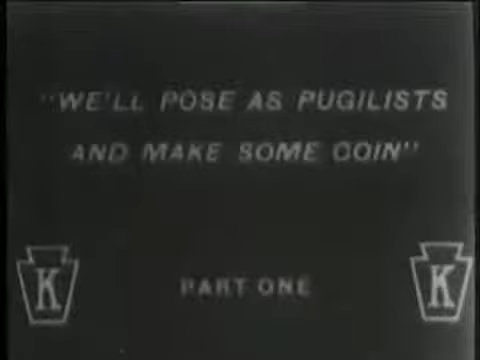 "WE'LL POSE AS PUGILISTS
AND MAKE SOME COIN"
K PART ONE K